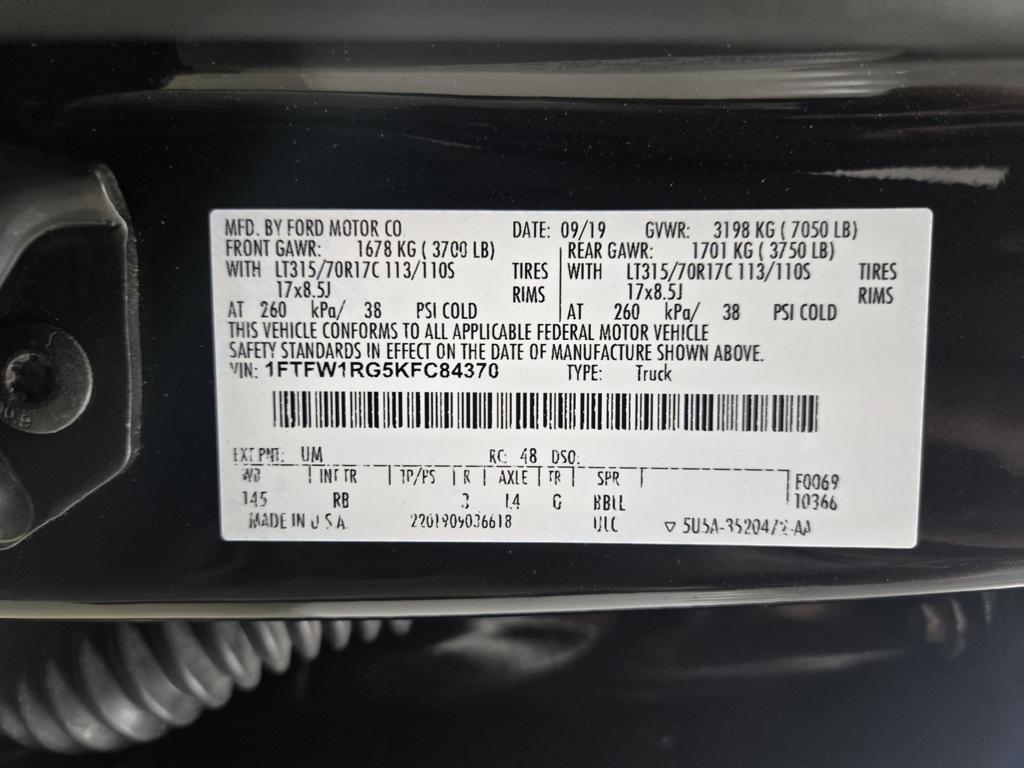 MFD. BY FORD MOTOR CO. DATE: 09/19 GVWR: 3198 KG ( 7050 LB)
FRONT GAWR: 1678 KG ( 3700 LB) REAR GAWR: 1701 KG ( 3750 LB)
WITH LT315/70R17C 113/110S TIRES WITH LT315/70R17C 113/110S TIRES
17x8.5J RIMS 17x8.5J RIMS
AT 260 kPa/ 38 PSI COLD AT 260 kPa/ 38 PSI COLD
THIS VEHICLE CONFORMS TO ALL APPLICABLE FEDERAL MOTOR VEHICLE
SAFETY STANDARDS IN EFFECT ON THE DATE OF MANUFACTURE SHOWN ABOVE.
VIN: 1FTFW1RG5KFC84370 TYPE: Truck
EXT PNT: UM RC: 48 DSO:
WB INT TR TP/PS R AXLE TR SPR F0069
145 RB 3 L4 G BBLL 10366
MADE IN U.S.A. 2201909036618 ULC
10.9